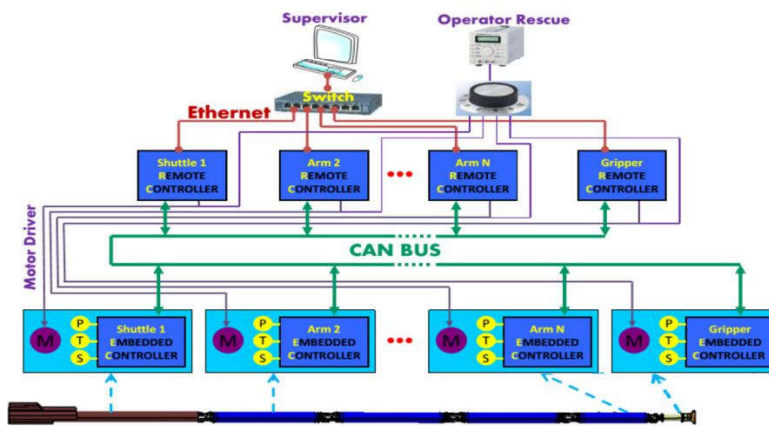 Supervisor
Operator Rescue
Switch
Ethernet
Shuttle 1
REMOTE
CONTROLLER
Arm 2
REMOTE
CONTROLLER
Arm N
REMOTE
CONTROLLER
Gripper
REMOTE
CONTROLLER
Motor Driver
CAN BUS
M
P
T
S
Shuttle 1
EMBEDDED
CONTROLLER
M
P
T
S
Arm 2
EMBEDDED
CONTROLLER
M
P
T
S
Arm N
EMBEDDED
CONTROLLER
M
P
T
S
Gripper
EMBEDDED
CONTROLLER